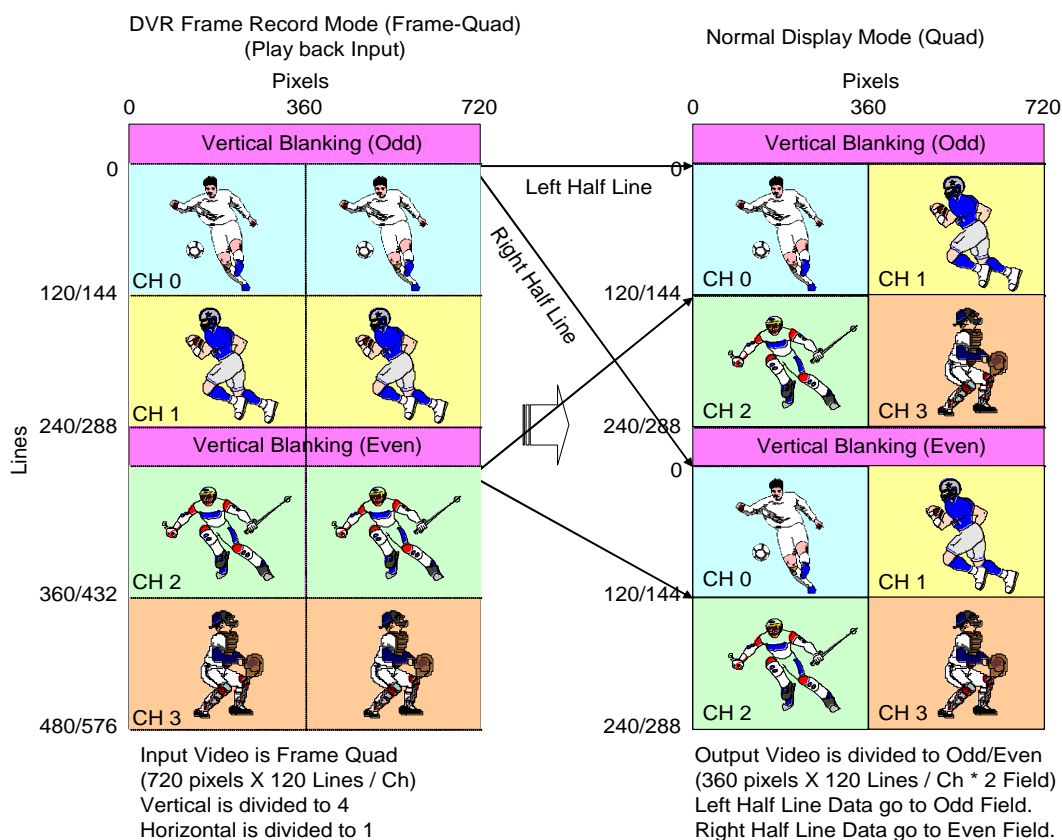 DVR Frame Record Mode (Frame-Quad)
(Play back Input)
Pixels
0 360 720
Vertical Blanking (Odd)
0
CH 0
120/144
CH 1
240/288
Vertical Blanking (Even)
Lines
CH 2
360/432
CH 3
480/576
Input Video is Frame Quad
(720 pixels X 120 Lines / Ch)
Vertical is divided to 4
Horizontal is divided to 1
Left Half Line
Right Half Line
Normal Display Mode (Quad)
Pixels
0 360 720
Vertical Blanking (Odd)
0
CH 0 CH 1
120/144
CH 2 CH 3
240/288
Vertical Blanking (Even)
0
CH 0 CH 1
120/144
CH 2 CH 3
240/288
Output Video is divided to Odd/Even
(360 pixels X 120 Lines / Ch * 2 Field)
Left Half Line Data go to Odd Field.
Right Half Line Data go to Even Field.